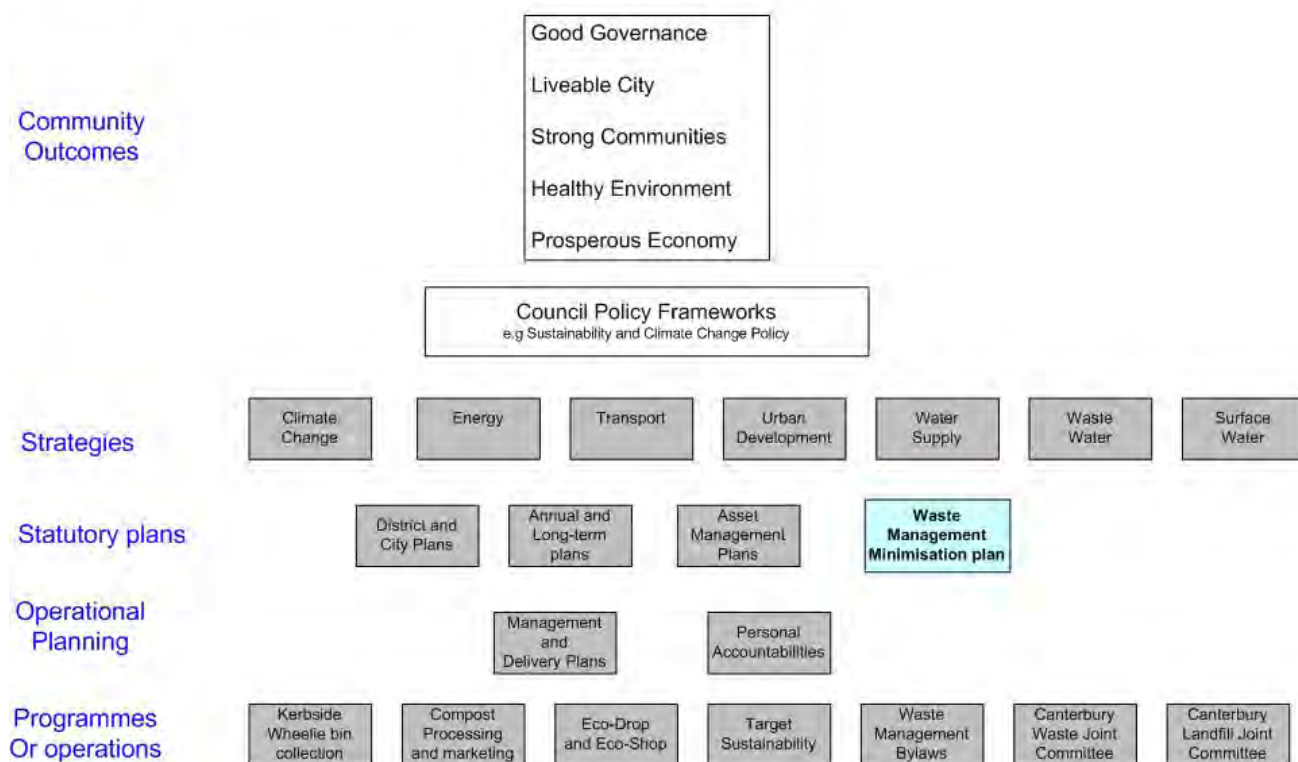 Community
Outcomes
Good Governance
Liveable City
Strong Communities
Healthy Environment
Prosperous Economy
Council Policy Frameworks
e.g Sustainability and Climate Change Policy
Strategies
Climate
Change
Energy
Transport
Urban
Development
Water
Supply
Waste
Water
Surface
Water
Statutory plans
District and
City Plans
Annual and
Long-term
plans
Asset
Management
Plans
Waste
Management
Minimisation plan
Operational
Planning
Management
and
Delivery Plans
Personal
Accountabilities
Programmes
Or operations
Kerbside
Wheelie bin
collection
Compost
Processing
and marketing
Eco-Drop
and Eco-Shop
Target
Sustainability
Waste
Management
Bylaws
Canterbury
Waste Joint
Committee
Canterbury
Landfill Joint
Committee